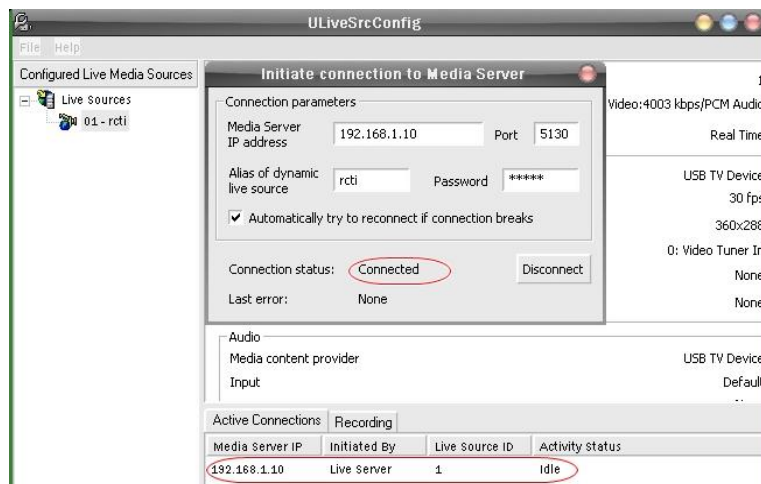 ULiveSrcConfig
File Help
Configured Live Media Sources
Live Sources
01 - rcti
Initiate connection to Media Server
Connection parameters
Media Server
IP address
192.168.1.10
Port
5130
Alias of dynamic
live source
rcti
Password
*****
Automatically try to reconnect if connection breaks
Connection status:
Connected
Disconnect
Last error:
None
1
Video:4003 kbps/PCM Audio
Real Time
USB TV Device
30 fps
360x288
0: Video Tuner In
None
None
Audio
Media content provider
USB TV Device
Input
Default
Active Connections
Recording
Media Server IP
Initiated By
Live Source ID
Activity Status
192.168.1.10
Live Server
1
Idle